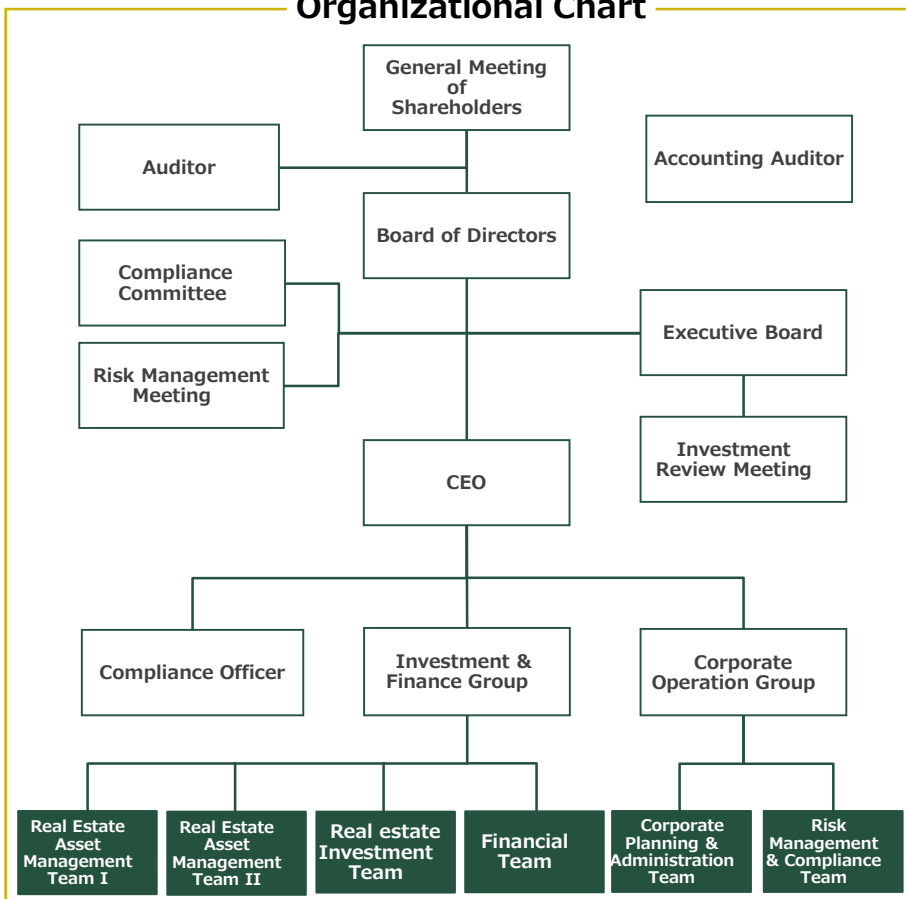 Organizational Chart
General Meeting
of
Shareholders
Auditor
Accounting Auditor
Board of Directors
Compliance
Committee
Executive Board
Risk Management
Meeting
Investment
Review Meeting
CEO
Compliance Officer
Investment &
Finance Group
Corporate
Operation Group
Real Estate
Asset
Management
Team I
Real Estate
Asset
Management
Team II
Real estate
Investment
Team
Financial
Team
Corporate
Planning &
Administration
Team
Risk
Management
& Compliance
Team